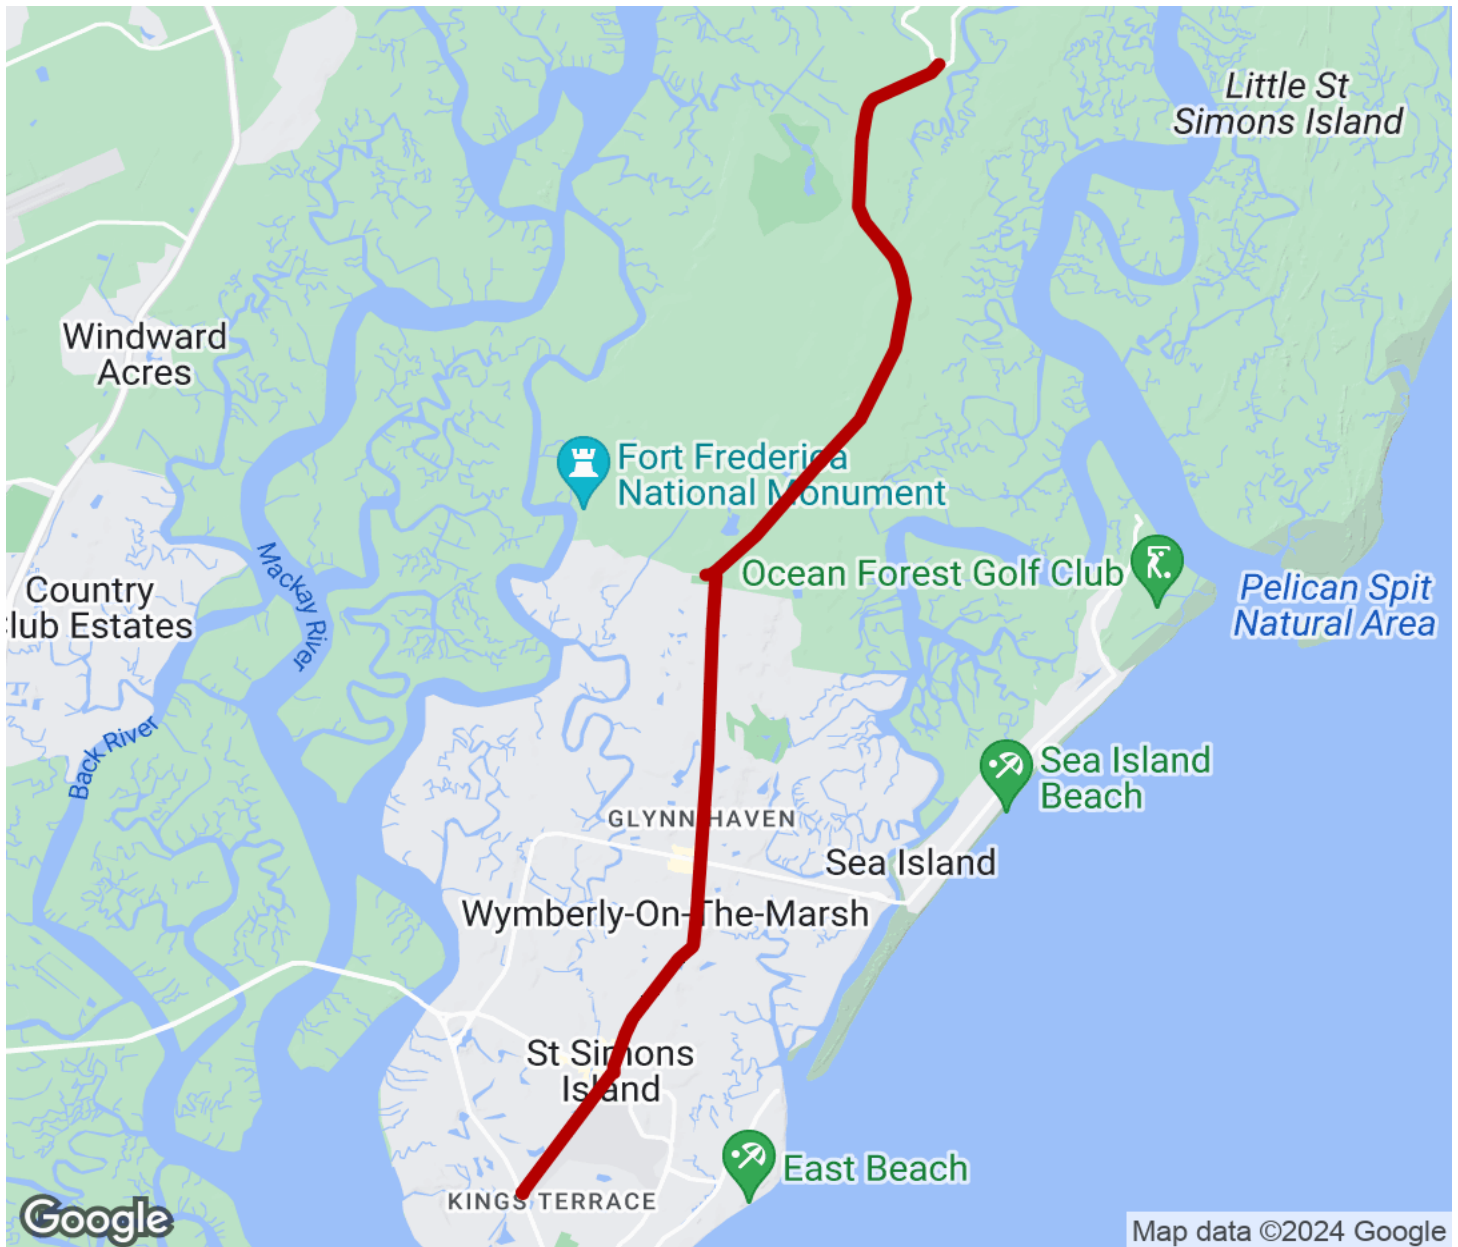 Little St
Simons Island
Windward
Acres
Fort Frederica
National Monument
Mackay River
Ocean Forest Golf Club
Pelican Spit
Natural Area
Country
lub Estates
Back River
Sea Island
Beach
GLYNN HAVEN
Sea Island
Wymberly-On-The-Marsh
St Simons
Island
East Beach
KINGS TERRACE
Google
Map data ©2024 Google